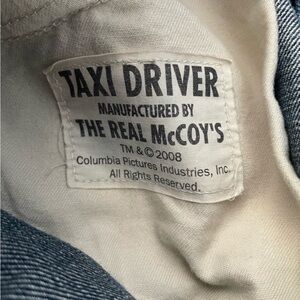 TAXI DRIVER
MANUFACTURED BY
THE REAL McCOY'S
TM & © 2008
Columbia Pictures Industries, Inc.
All Rights Reserved.